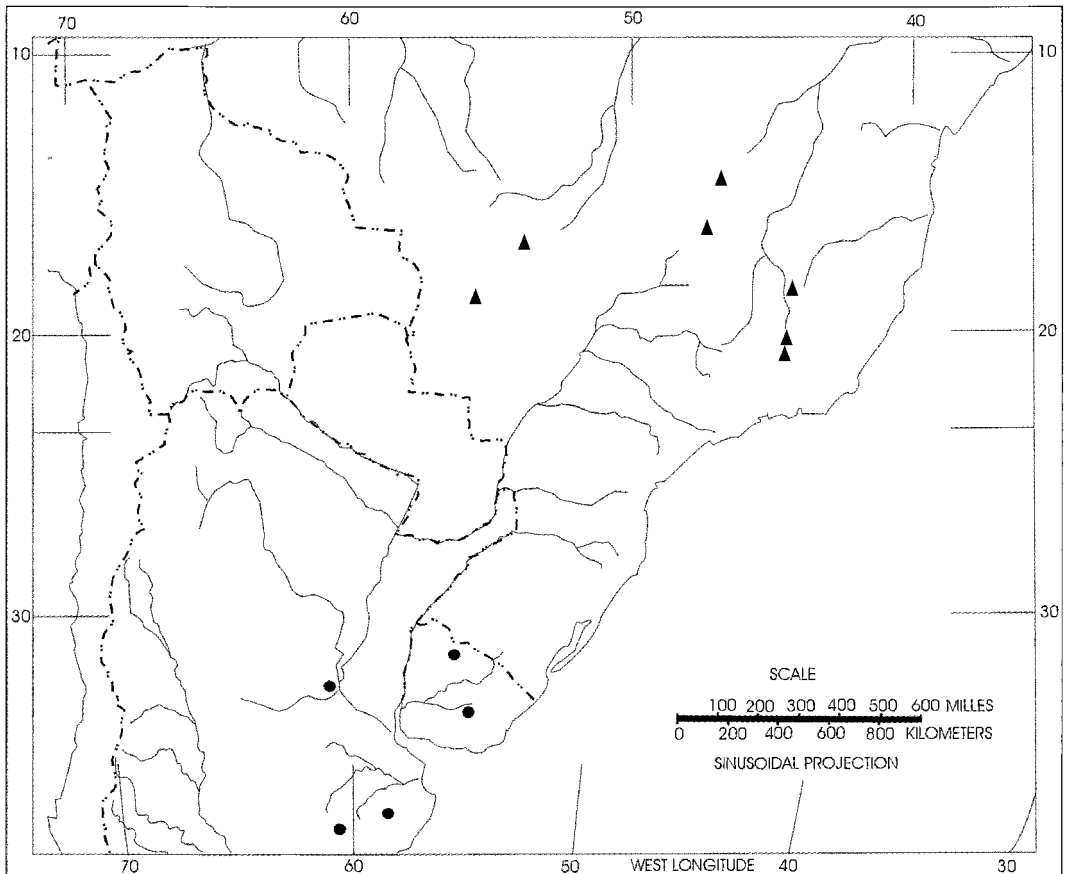 70 60 50 40
10 10
20 20
30 30
SCALE
100 200 300 400 500 600 MILLES
0 200 400 600 800 KILOMETERS
SINUSOIDAL PROJECTION
70 60 50 WEST LONGITUDE 40 30